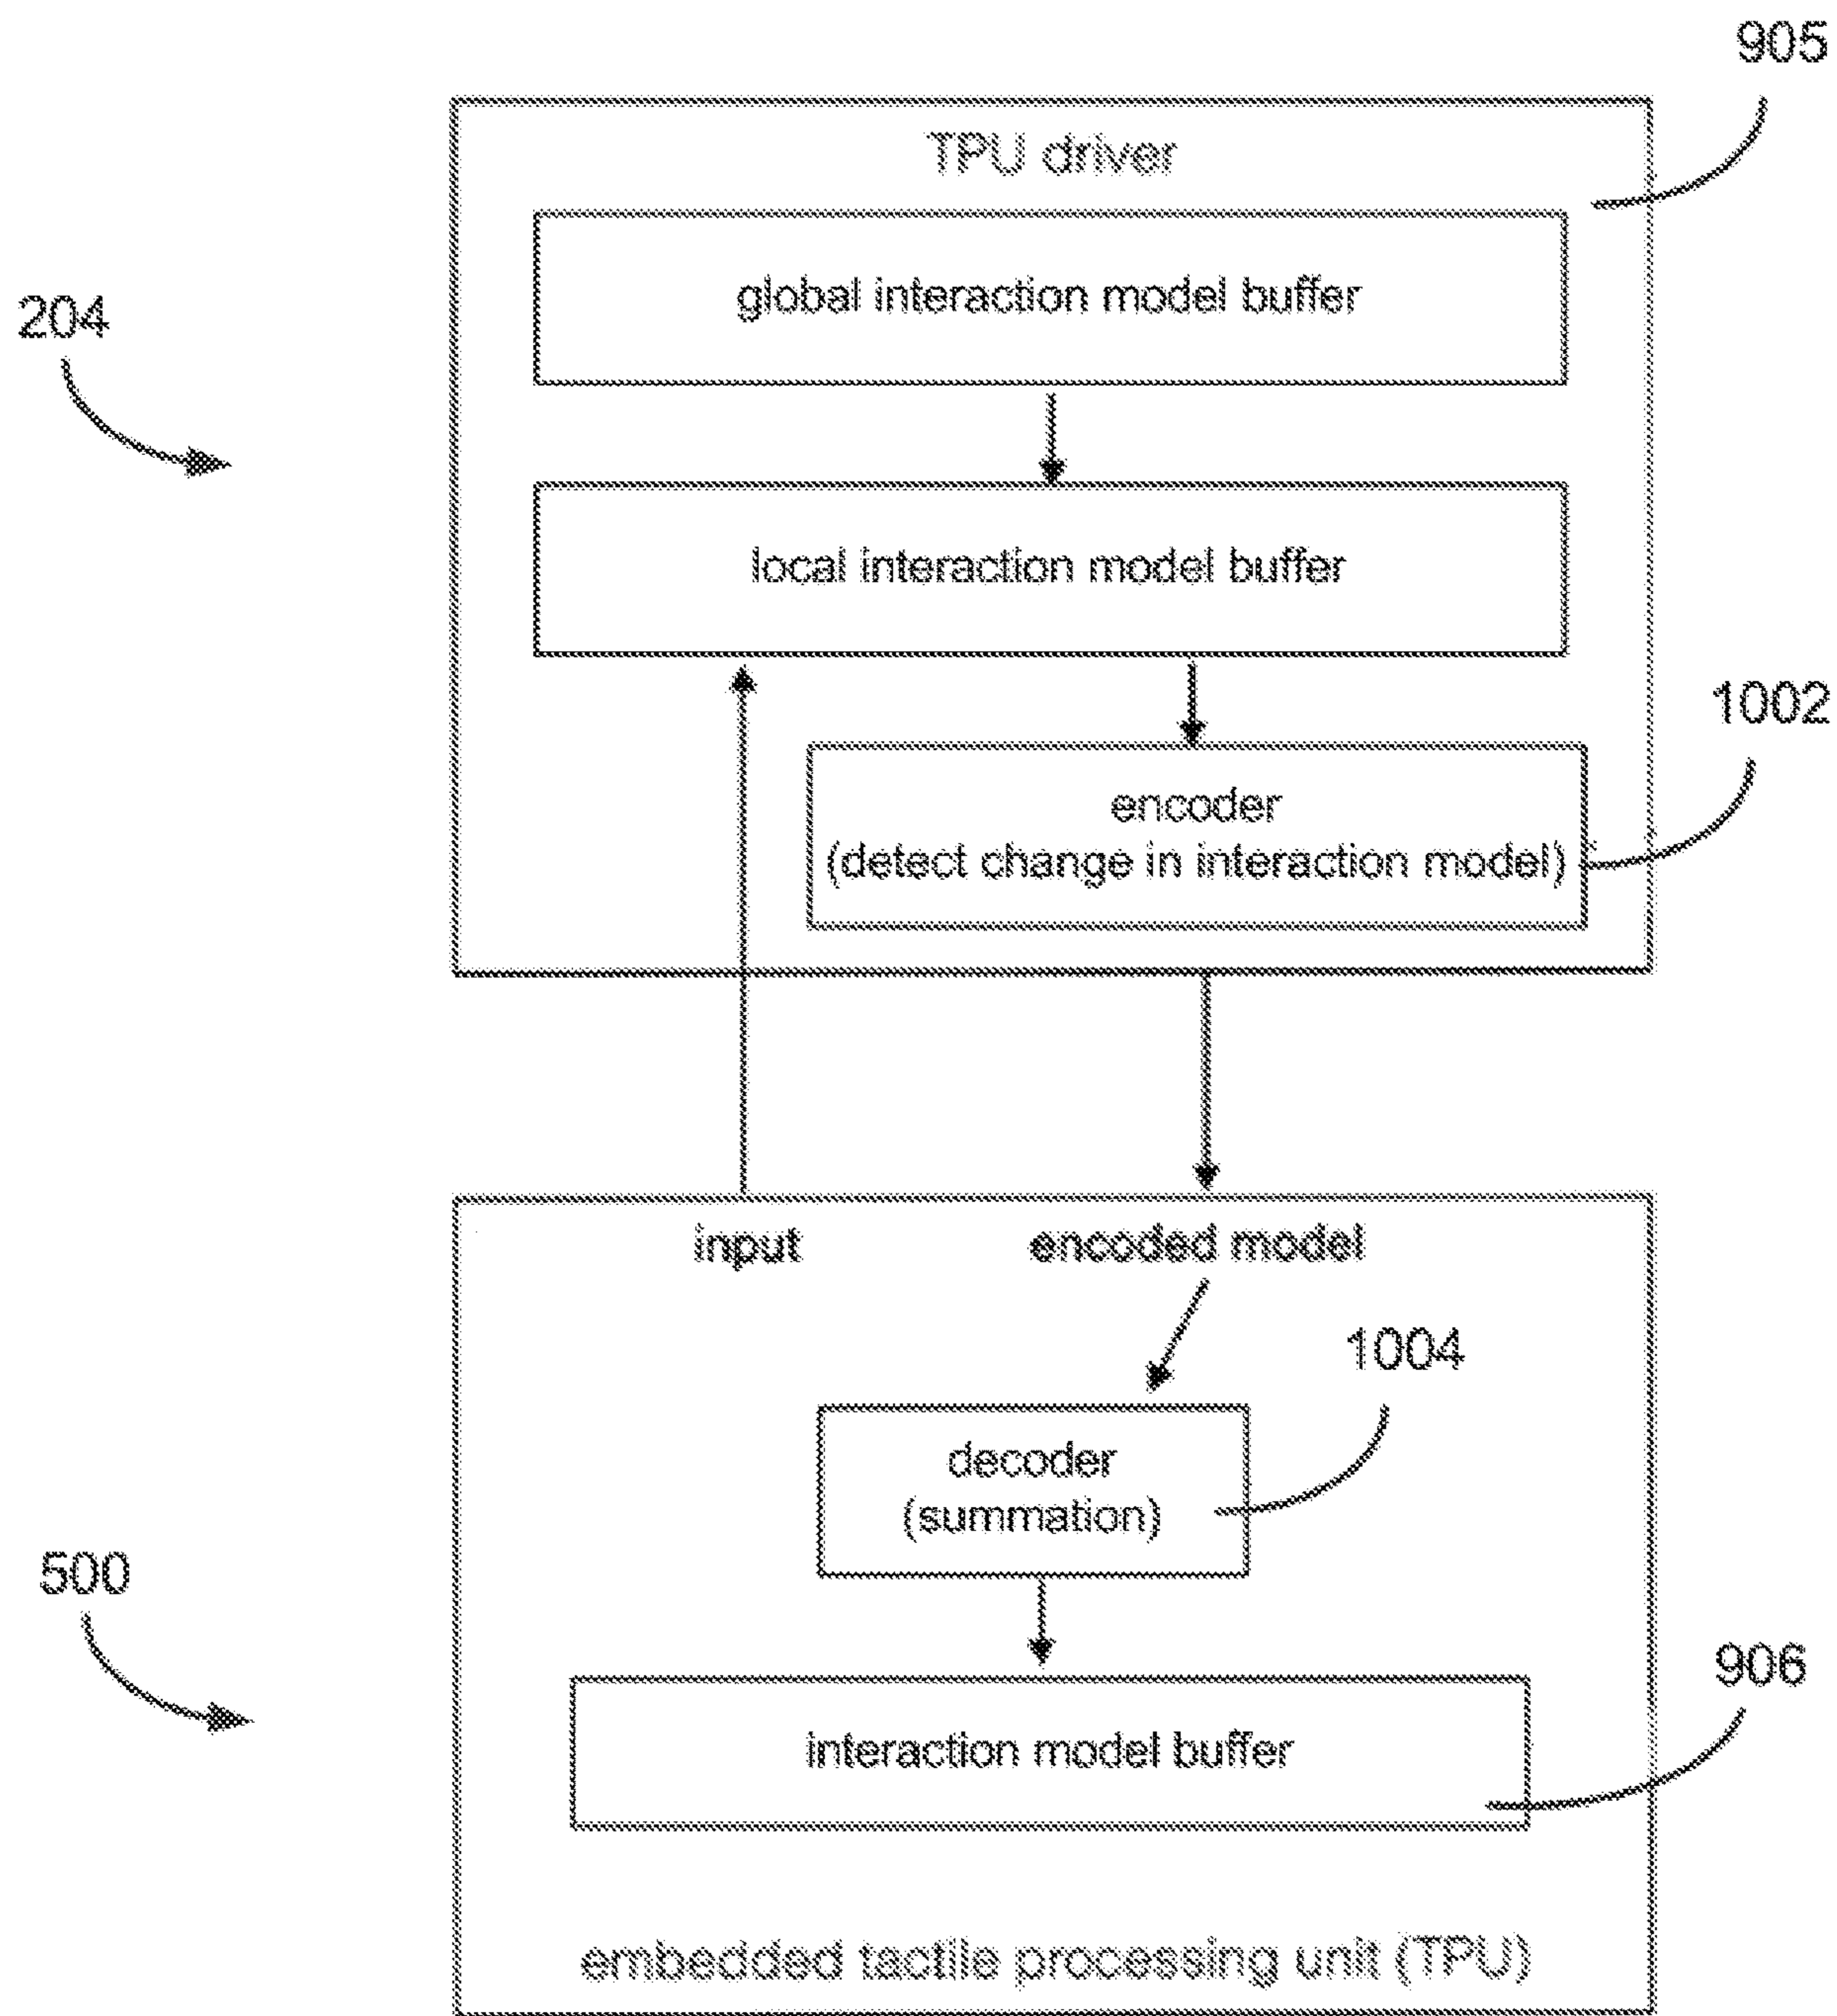 905
TPU driver
global interaction model buffer
204
local interaction model buffer
1002
encoder
(detect change in interaction model)
input
encoded model
1004
decoder
(summation)
500
906
interaction model buffer
embedded tactile processing unit (TPU)